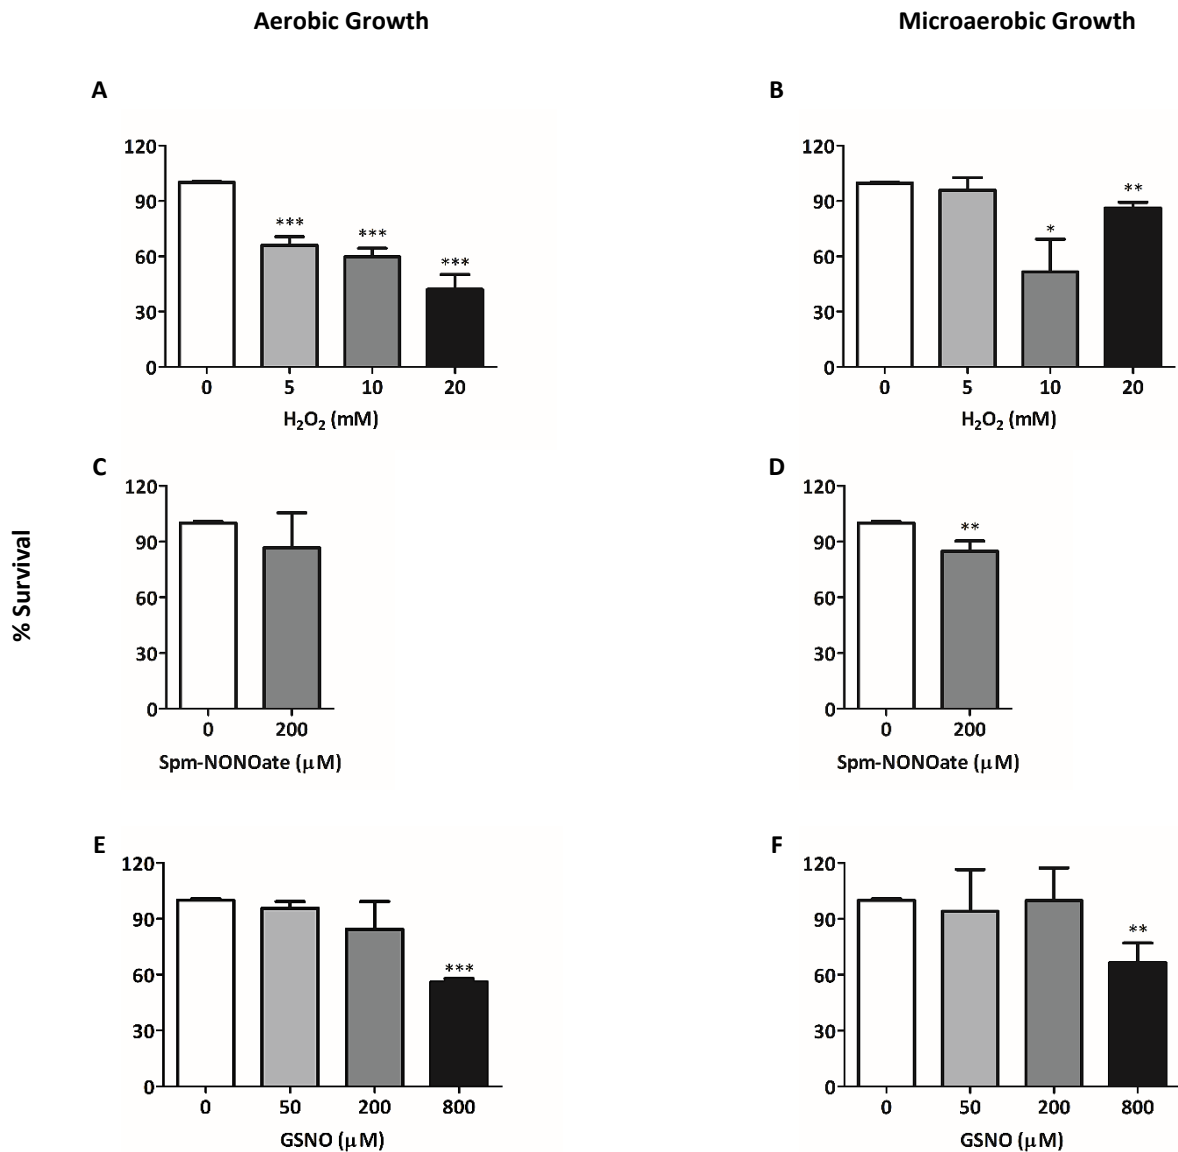 Aerobic Growth
Microaerobic Growth
% Survival
A
120
90
60
30
0
***
***
***
0 5 10 20
H₂O₂ (mM)
B
120
90
60
30
0
*
**
0 5 10 20
H₂O₂ (mM)
C
120
90
60
30
0
0 200
Spm-NONOate (μM)
D
120
90
60
30
0
**
0 200
Spm-NONOate (μM)
E
120
90
60
30
0
***
0 50 200 800
GSNO (μM)
F
120
90
60
30
0
**
0 50 200 800
GSNO (μM)